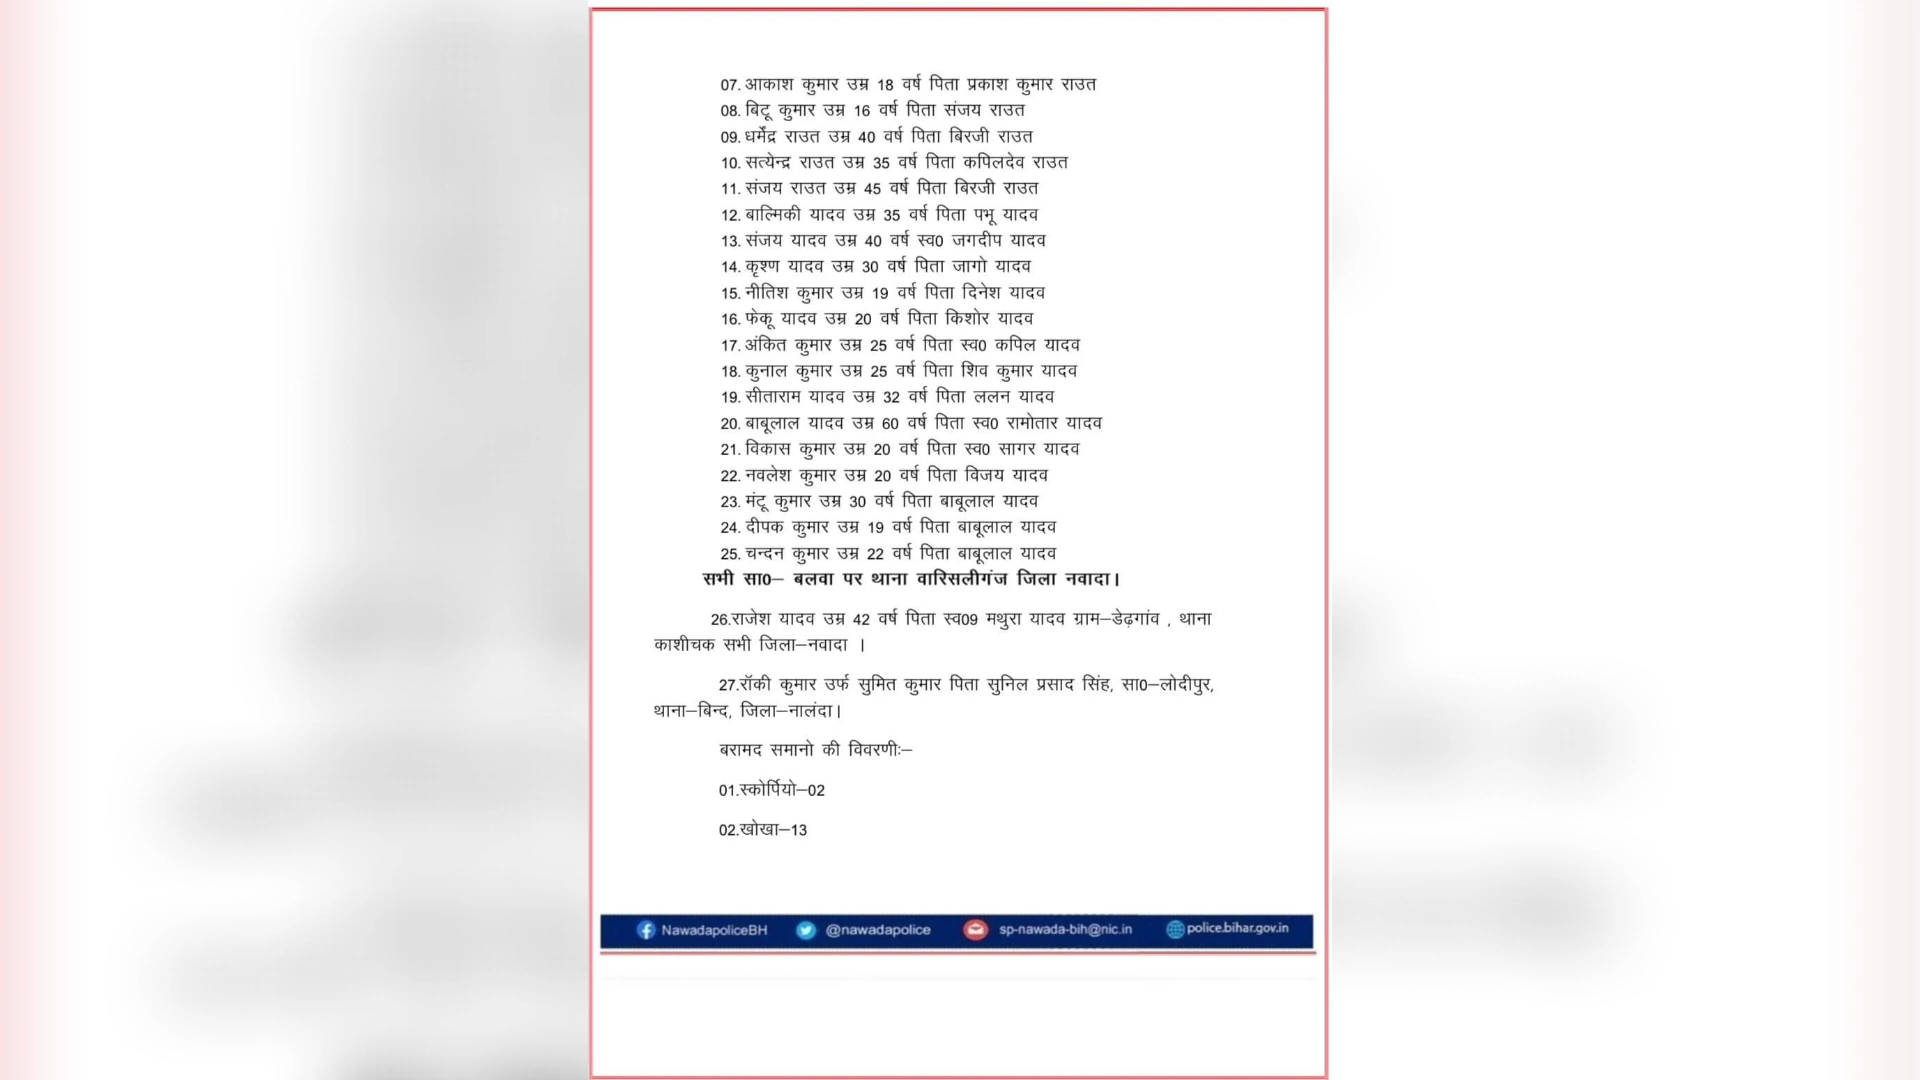 07. आकाश कुमार उम्र 18 वर्ष पिता प्रकाश कुमार राउत
08. बिटू कुमार उम्र 16 वर्ष पिता संजय राउत
09. धर्मेंद्र राउत उम्र 40 वर्ष पिता बिरजी राउत
10. सत्येन्द्र राउत उम्र 35 वर्ष पिता कपिलदेव राउत
11. संजय राउत उम्र 45 वर्ष पिता बिरजी राउत
12. बाल्मिकी यादव उम्र 35 वर्ष पिता पभू यादव
13. संजय यादव उम्र 40 वर्ष स्व0 जगदीप यादव
14. कृश्ण यादव उम्र 30 वर्ष पिता जागो यादव
15. नीतिश कुमार उम्र 19 वर्ष पिता दिनेश यादव
16. फेकू यादव उम्र 20 वर्ष पिता किशोर यादव
17. अंकित कुमार उम्र 25 वर्ष पिता स्व0 कपिल यादव
18. कुनाल कुमार उम्र 25 वर्ष पिता शिव कुमार यादव
19. सीताराम यादव उम्र 32 वर्ष पिता ललन यादव
20. बाबूलाल यादव उम्र 60 वर्ष पिता स्व0 रामोतार यादव
21. विकास कुमार उम्र 20 वर्ष पिता स्व0 सागर यादव
22. नवलेश कुमार उम्र 20 वर्ष पिता विजय यादव
23. मंटू कुमार उम्र 30 वर्ष पिता बाबूलाल यादव
24. दीपक कुमार उम्र 19 वर्ष पिता बाबूलाल यादव
25. चन्दन कुमार उम्र 22 वर्ष पिता बाबूलाल यादव
सभी सा0– बलवा पर थाना वारिसलीगंज जिला नवादा।
26.राजेश यादव उम्र 42 वर्ष पिता स्व09 मथुरा यादव ग्राम–डेढ़गांव , थाना
काशीचक सभी जिला–नवादा ।
27.रॉकी कुमार उर्फ सुमित कुमार पिता सुनिल प्रसाद सिंह, सा0–लोदीपुर,
थाना–बिन्द, जिला–नालंदा।
बरामद समानो की विवरणीः–
01.स्कोर्पियो–02
02.खोखा–13
NawadapoliceBH @nawadapolice sp-nawada-bih@nic.in police.bihar.gov.in